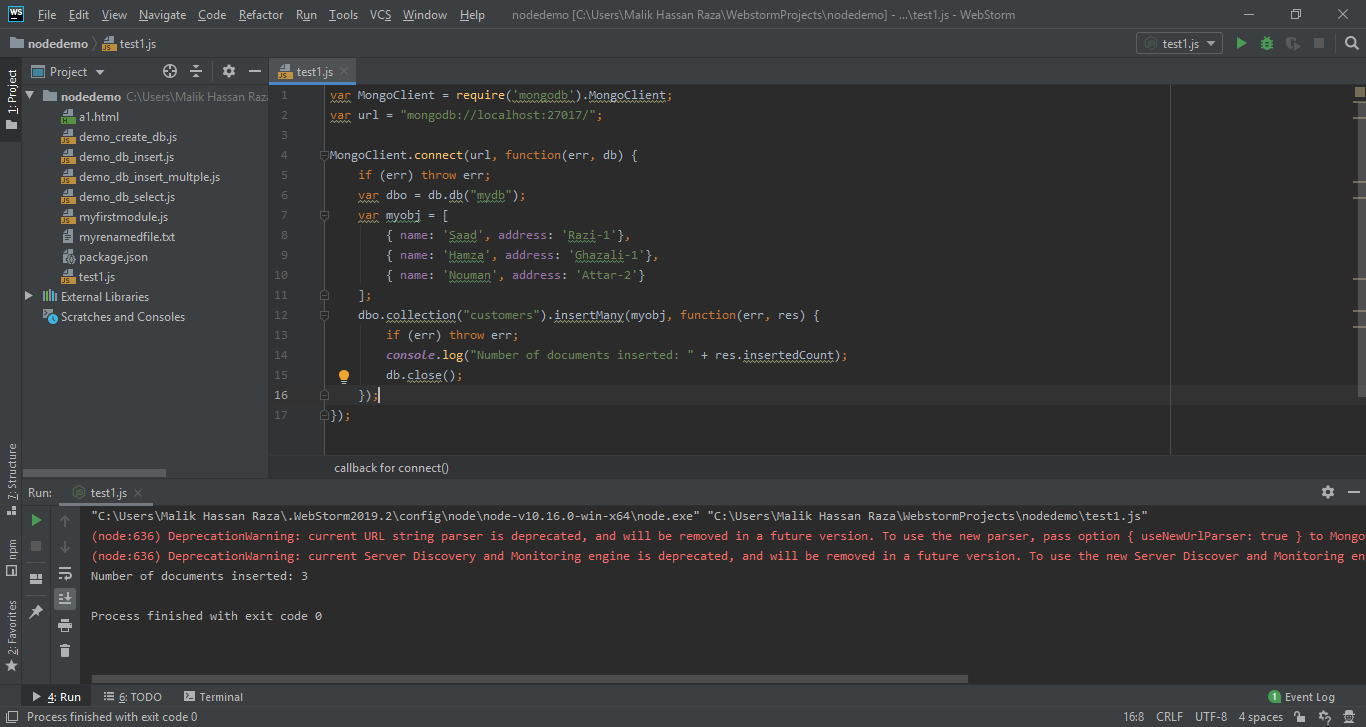 WS File Edit View Navigate Code Refactor Run Tools VCS Window Help nodedemo [C:\Users\Malik Hassan Raza\WebstormProjects\nodedemo] - ...\test1.js - WebStorm
nodedemo test1.js test1.js
1: Project
Project test1.js
nodedemo C:\Users\Malik Hassan Raza
a1.html
demo_create_db.js
demo_db_insert.js
demo_db_insert_multple.js
demo_db_select.js
myfirstmodule.js
myrenamedfile.txt
package.json
test1.js
External Libraries
Scratches and Consoles
1 var MongoClient = require('mongodb').MongoClient;
2 var url = "mongodb://localhost:27017/";
3
4 MongoClient.connect(url, function(err, db) {
5 if (err) throw err;
6 var dbo = db.db("mydb");
7 var myobj = [
8 { name: 'Saad', address: 'Razi-1'},
9 { name: 'Hamza', address: 'Ghazali-1'},
10 { name: 'Nouman', address: 'Attar-2'}
11 ];
12 dbo.collection("customers").insertMany(myobj, function(err, res) {
13 if (err) throw err;
14 console.log("Number of documents inserted: " + res.insertedCount);
15 db.close();
16 });
17 });
callback for connect()
7: Structure
npm
2: Favorites
Run: test1.js
"C:\Users\Malik Hassan Raza\.WebStorm2019.2\config\node\node-v10.16.0-win-x64\node.exe" "C:\Users\Malik Hassan Raza\WebstormProjects\nodedemo\test1.js"
(node:636) DeprecationWarning: current URL string parser is deprecated, and will be removed in a future version. To use the new parser, pass option { useNewUrlParser: true } to Mongo
(node:636) DeprecationWarning: current Server Discovery and Monitoring engine is deprecated, and will be removed in a future version. To use the new Server Discover and Monitoring en
Number of documents inserted: 3
Process finished with exit code 0
4: Run 6: TODO Terminal 1 Event Log
Process finished with exit code 0 16:8 CRLF UTF-8 4 spaces